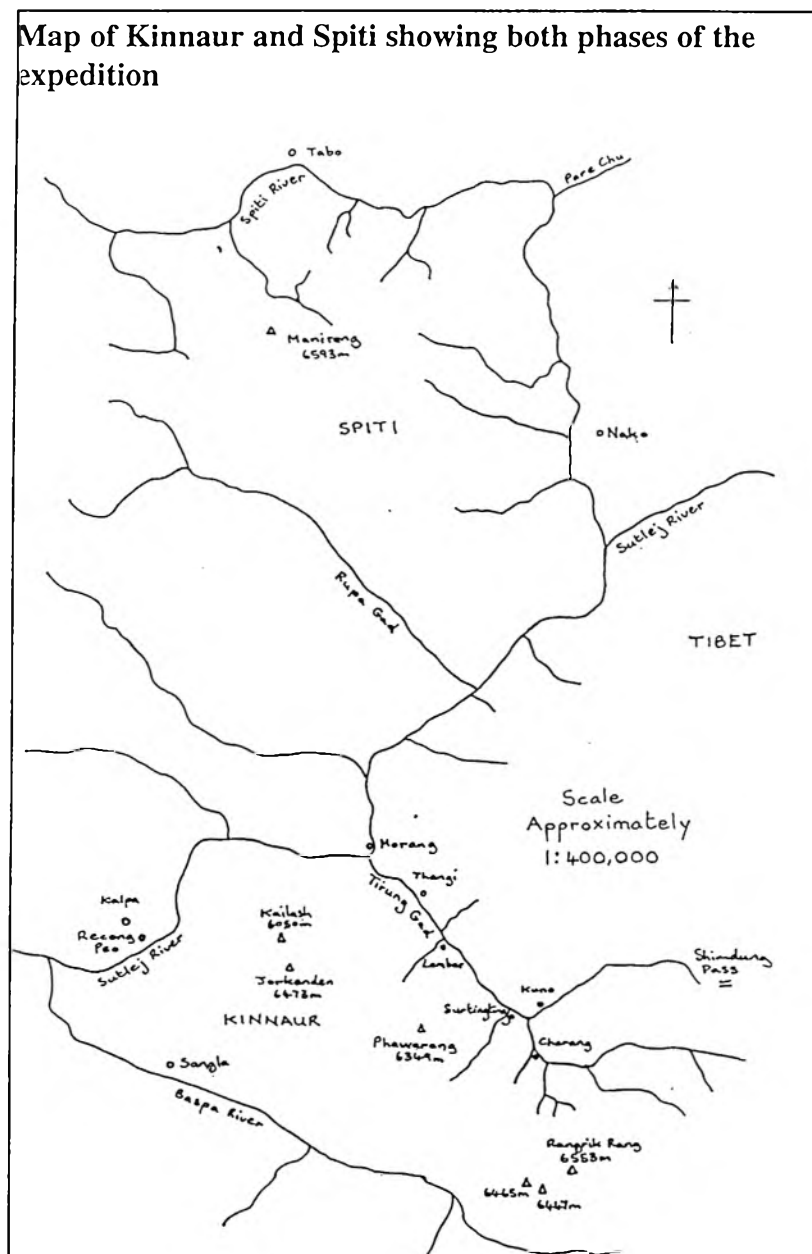 Map of Kinnaur and Spiti showing both phases of the
expedition
Tabo
Pare Chu
Spiti River
Manirang
6593m
SPITI
Nako
Sutlej River
Rupa Gad
TIBET
Scale
Approximately
1:400,000
Morang
Thangi
Tirung Gad
Kalpa
Recong
Peo
Kailash
6050m
Sutlej River
Jorkanden
6473m
Lambar
Shimdung
Pass
Kuno
Surtingting
KINNAUR
Phawarang
6349m
Charang
Sangla
Baspa River
Rangrik Rang
6553m
6465m
6447m